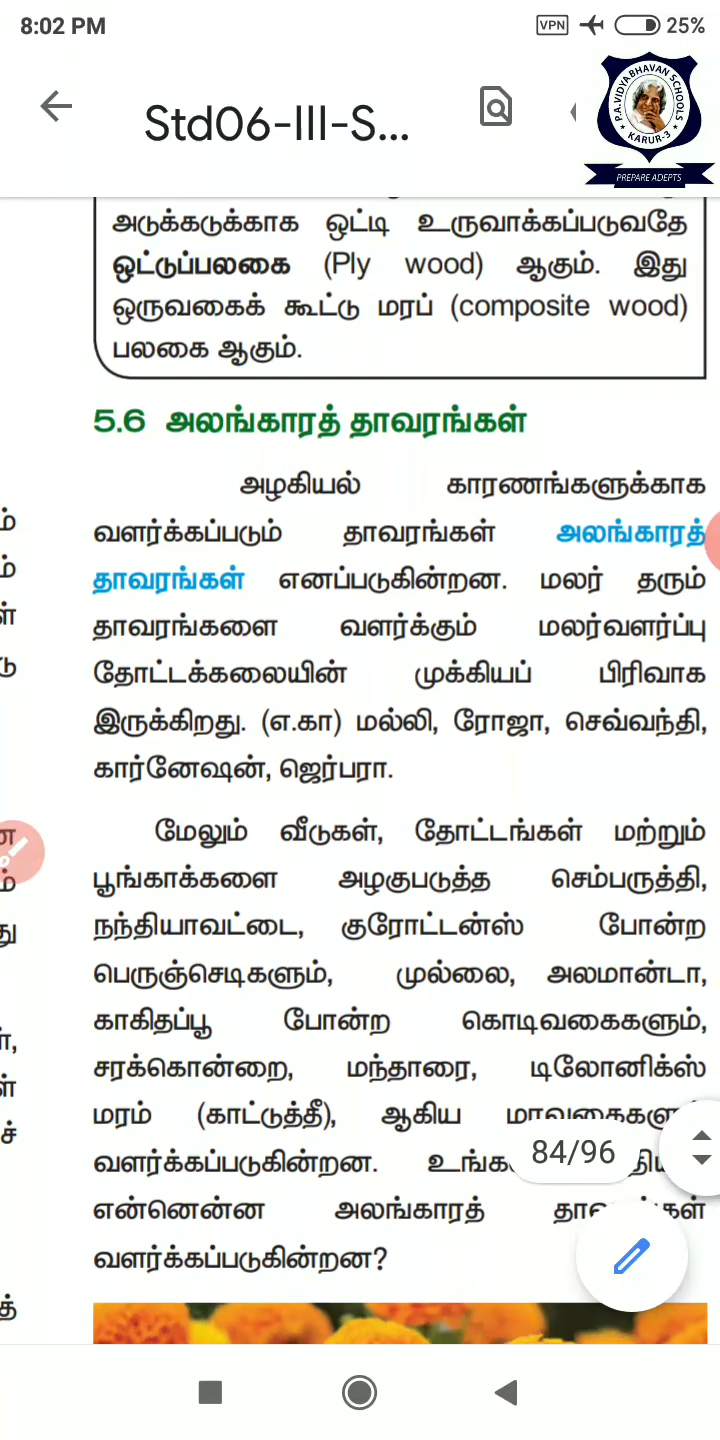 8:02 PM
VPN
25%
Std06-III-S...
P.A.VIDYA BHAVAN SCHOOLS
KARUR-3
PREPARE ADEPTS
அடுக்கடுக்காக ஒட்டி உருவாக்கப்படுவதே
ஒட்டுப்பலகை (Ply wood) ஆகும். இது
ஒருவகைக் கூட்டு மரப் (composite wood)
பலகை ஆகும்.
5.6 அலங்காரத் தாவரங்கள்
அழகியல் காரணங்களுக்காக
வளர்க்கப்படும் தாவரங்கள் அலங்காரத்
தாவரங்கள் எனப்படுகின்றன. மலர் தரும்
தாவரங்களை வளர்க்கும் மலர்வளர்ப்பு
தோட்டக்கலையின் முக்கியப் பிரிவாக
இருக்கிறது. (எ.கா) மல்லி, ரோஜா, செவ்வந்தி,
கார்னேஷன், ஜெர்பரா.
மேலும் வீடுகள், தோட்டங்கள் மற்றும்
பூங்காக்களை அழகுபடுத்த செம்பருத்தி,
நந்தியாவட்டை, குரோட்டன்ஸ் போன்ற
பெருஞ்செடிகளும், முல்லை, அலமான்டா,
காகிதப்பூ போன்ற கொடிவகைகளும்,
சரக்கொன்றை, மந்தாரை, டிலோனிக்ஸ்
மரம் (காட்டுத்தீ), ஆகிய
வளர்க்கப்படுகின்றன.
84/96
என்னென்ன அலங்காரத்
வளர்க்கப்படுகின்றன?